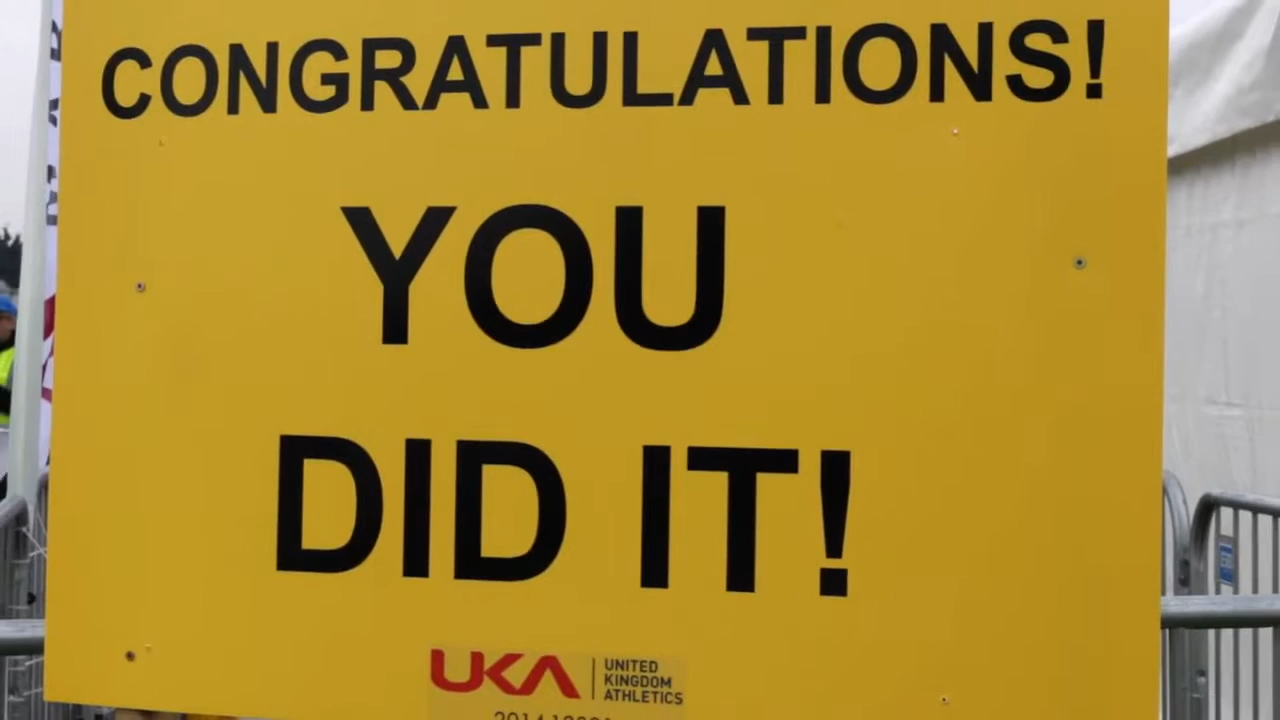 CONGRATULATIONS!
YOU
DID IT!
UKA
UNITED
KINGDOM
ATHLETICS